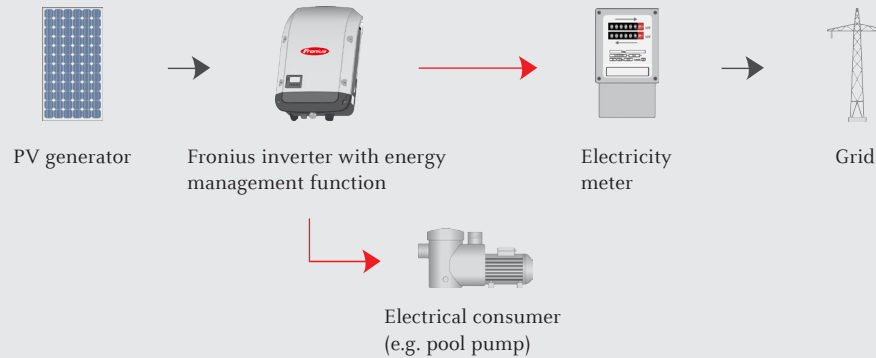 Fronius
PV generator
Fronius inverter with energy
management function
Electricity
meter
Grid
Electrical consumer
(e.g. pool pump)